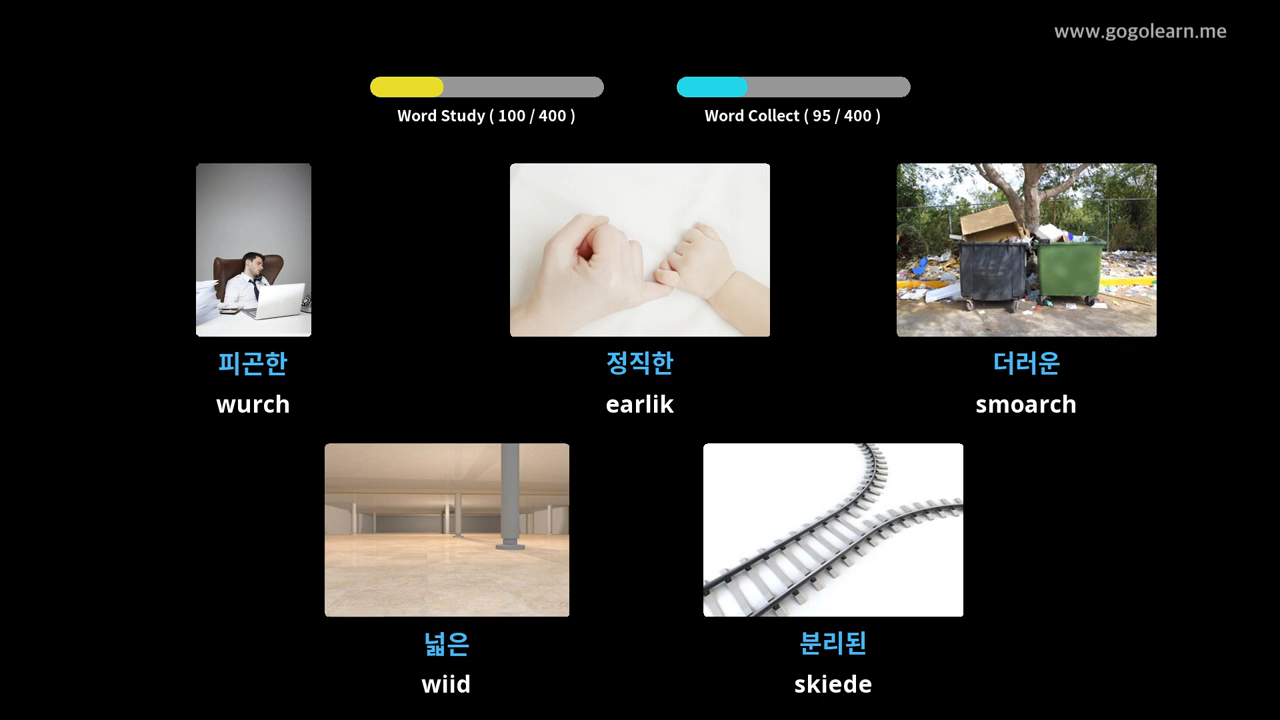 www.gogolearn.me
Word Study ( 100 / 400 )
Word Collect ( 95 / 400 )
피곤한
wurch
정직한
earlik
더러운
smoarch
넓은
wiid
분리된
skiede